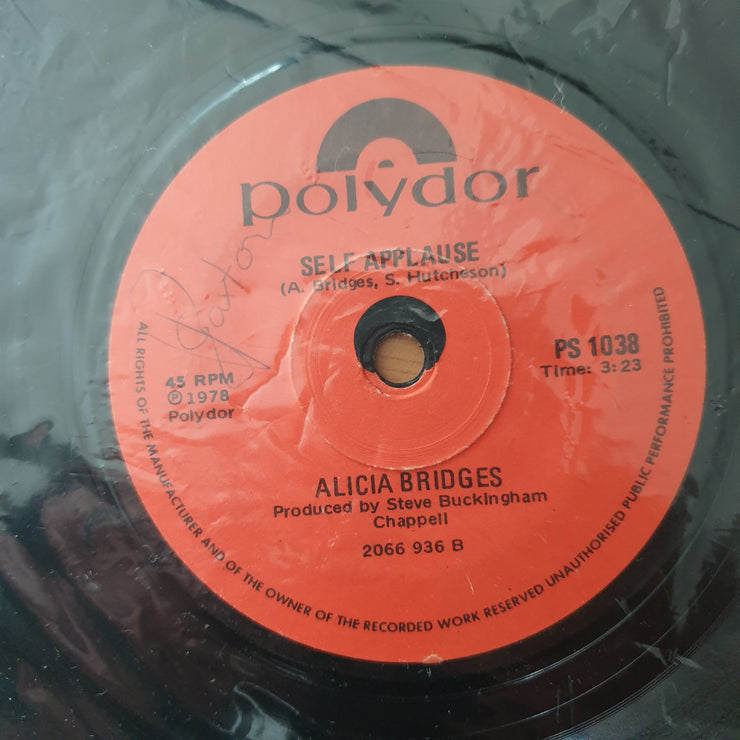 polydor
SELF APPLAUSE
(A. Bridges, S. Hutcheson)
45 RPM
℗ 1978
Polydor
PS 1038
Time: 3:23
ALICIA BRIDGES
Produced by Steve Buckingham
Chappell
2066 936 B
ALL RIGHTS OF THE MANUFACTURER AND OF THE OWNER OF THE RECORDED WORK RESERVED UNAUTHORISED PUBLIC PERFORMANCE PROHIBITED